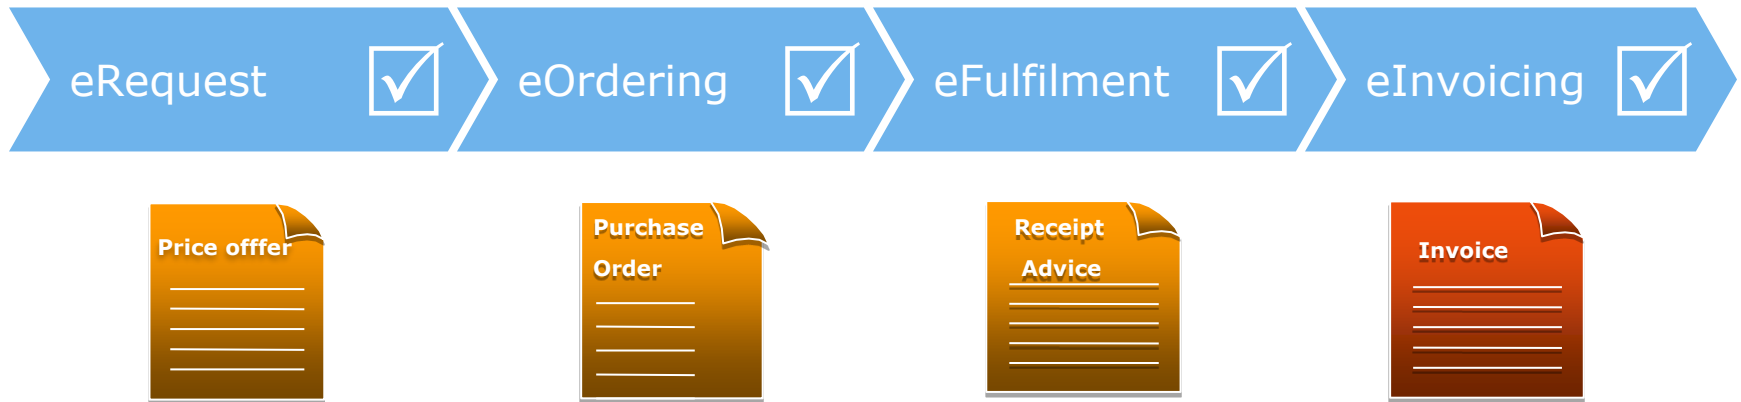 eRequest
eOrdering
eFulfilment
eInvoicing
Price offfer
Purchase
Order
Receipt
Advice
Invoice